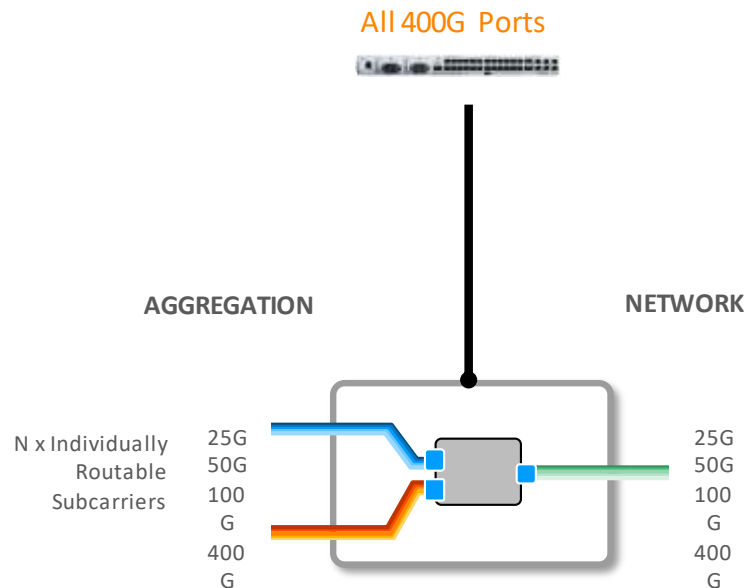 All 400G Ports
AGGREGATION
NETWORK
N x Individually
Routable
Subcarriers
25G
50G
100
G
400
G
25G
50G
100
G
400
G